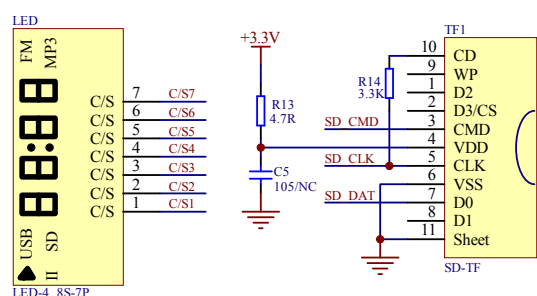 LED
FM
MP3
C/S 7 C/S7
C/S 6 C/S6
C/S 5 C/S5
C/S 4 C/S4
C/S 3 C/S3
C/S 2 C/S2
C/S 1 C/S1
USB
SD
II
LED-4_8S-7P
+3.3V
R13
4.7R
C5
105/NC
R14
3.3K
SD_CMD
SD_CLK
SD_DAT
TF1
10 CD
9 WP
1 D2
2 D3/CS
3 CMD
4 VDD
5 CLK
6 VSS
7 D0
8 D1
11 Sheet
SD-TF